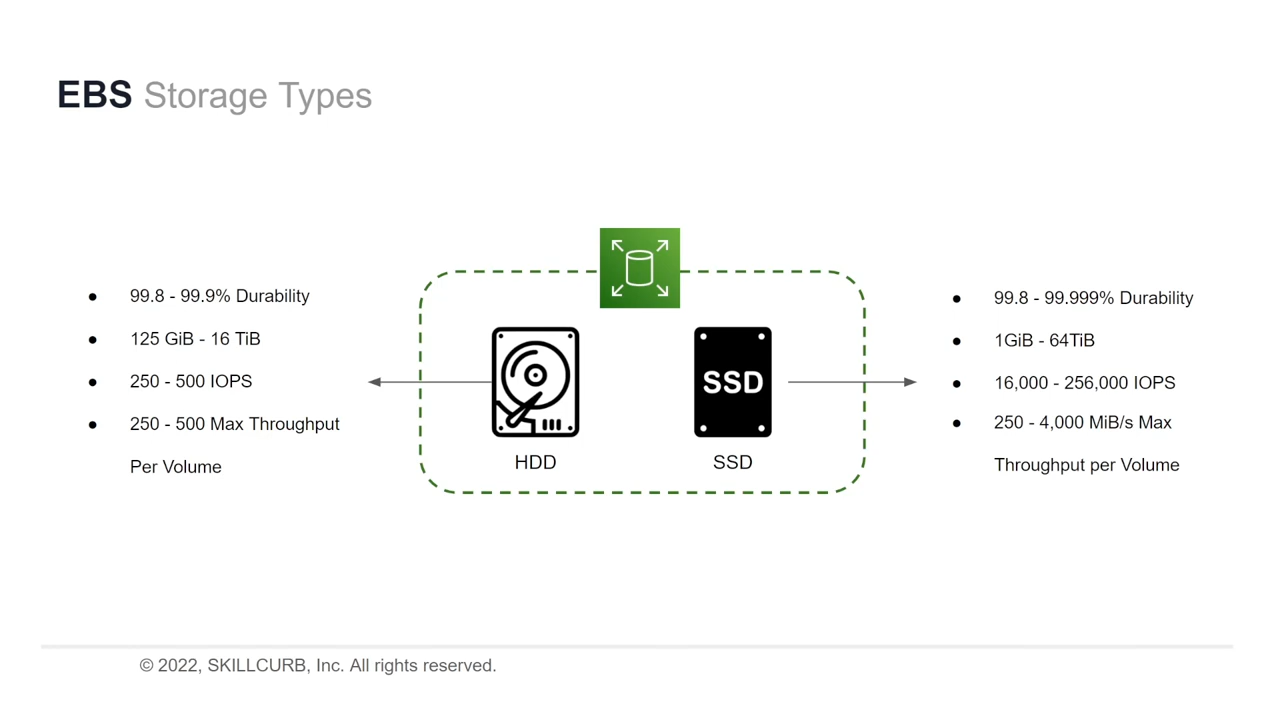 EBS Storage Types
● 99.8 - 99.9% Durability
● 125 GiB - 16 TiB
● 250 - 500 IOPS
● 250 - 500 Max Throughput
Per Volume
SSD
HDD
SSD
● 99.8 - 99.999% Durability
● 1GiB - 64TiB
● 16,000 - 256,000 IOPS
● 250 - 4,000 MiB/s Max
Throughput per Volume
© 2022, SKILLCURB, Inc. All rights reserved.